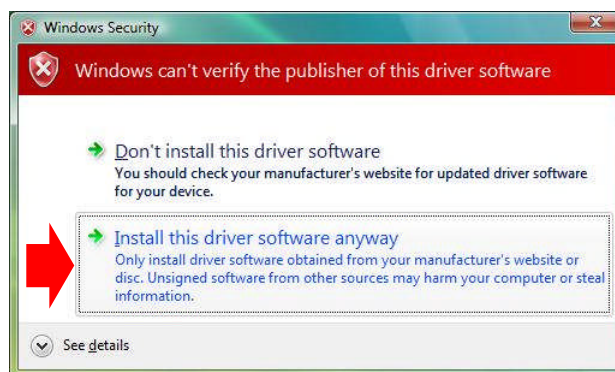 Windows Security
Windows can't verify the publisher of this driver software
Don't install this driver software
You should check your manufacturer's website for updated driver software
for your device.
Install this driver software anyway
Only install driver software obtained from your manufacturer's website or
disc. Unsigned software from other sources may harm your computer or steal
information.
See details